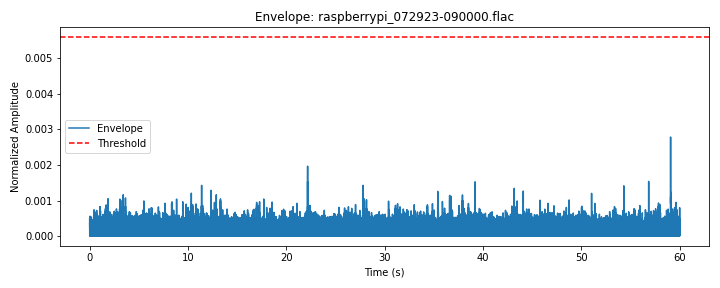 Envelope: raspberrypi_072923-090000.flac
Normalized Amplitude
0.005
0.004
0.003
0.002
0.001
0.000
Envelope
Threshold
0 10 20 30 40 50 60
Time (s)